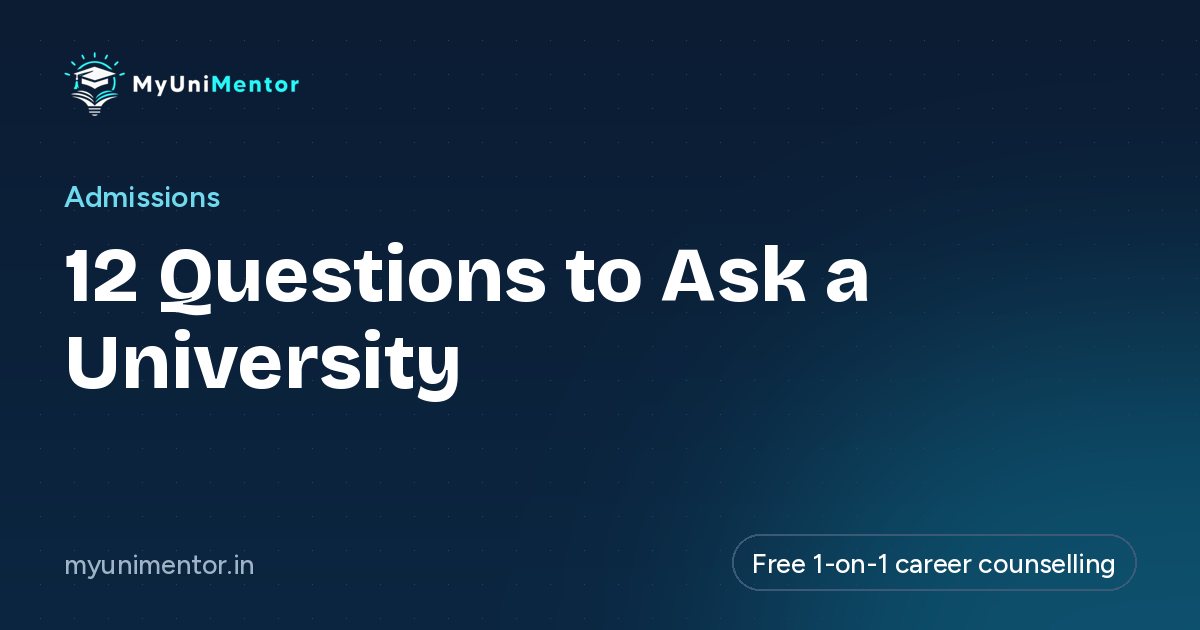 MyUniMentor
Admissions
12 Questions to Ask a
University
myunimentor.in
Free 1-on-1 career counselling